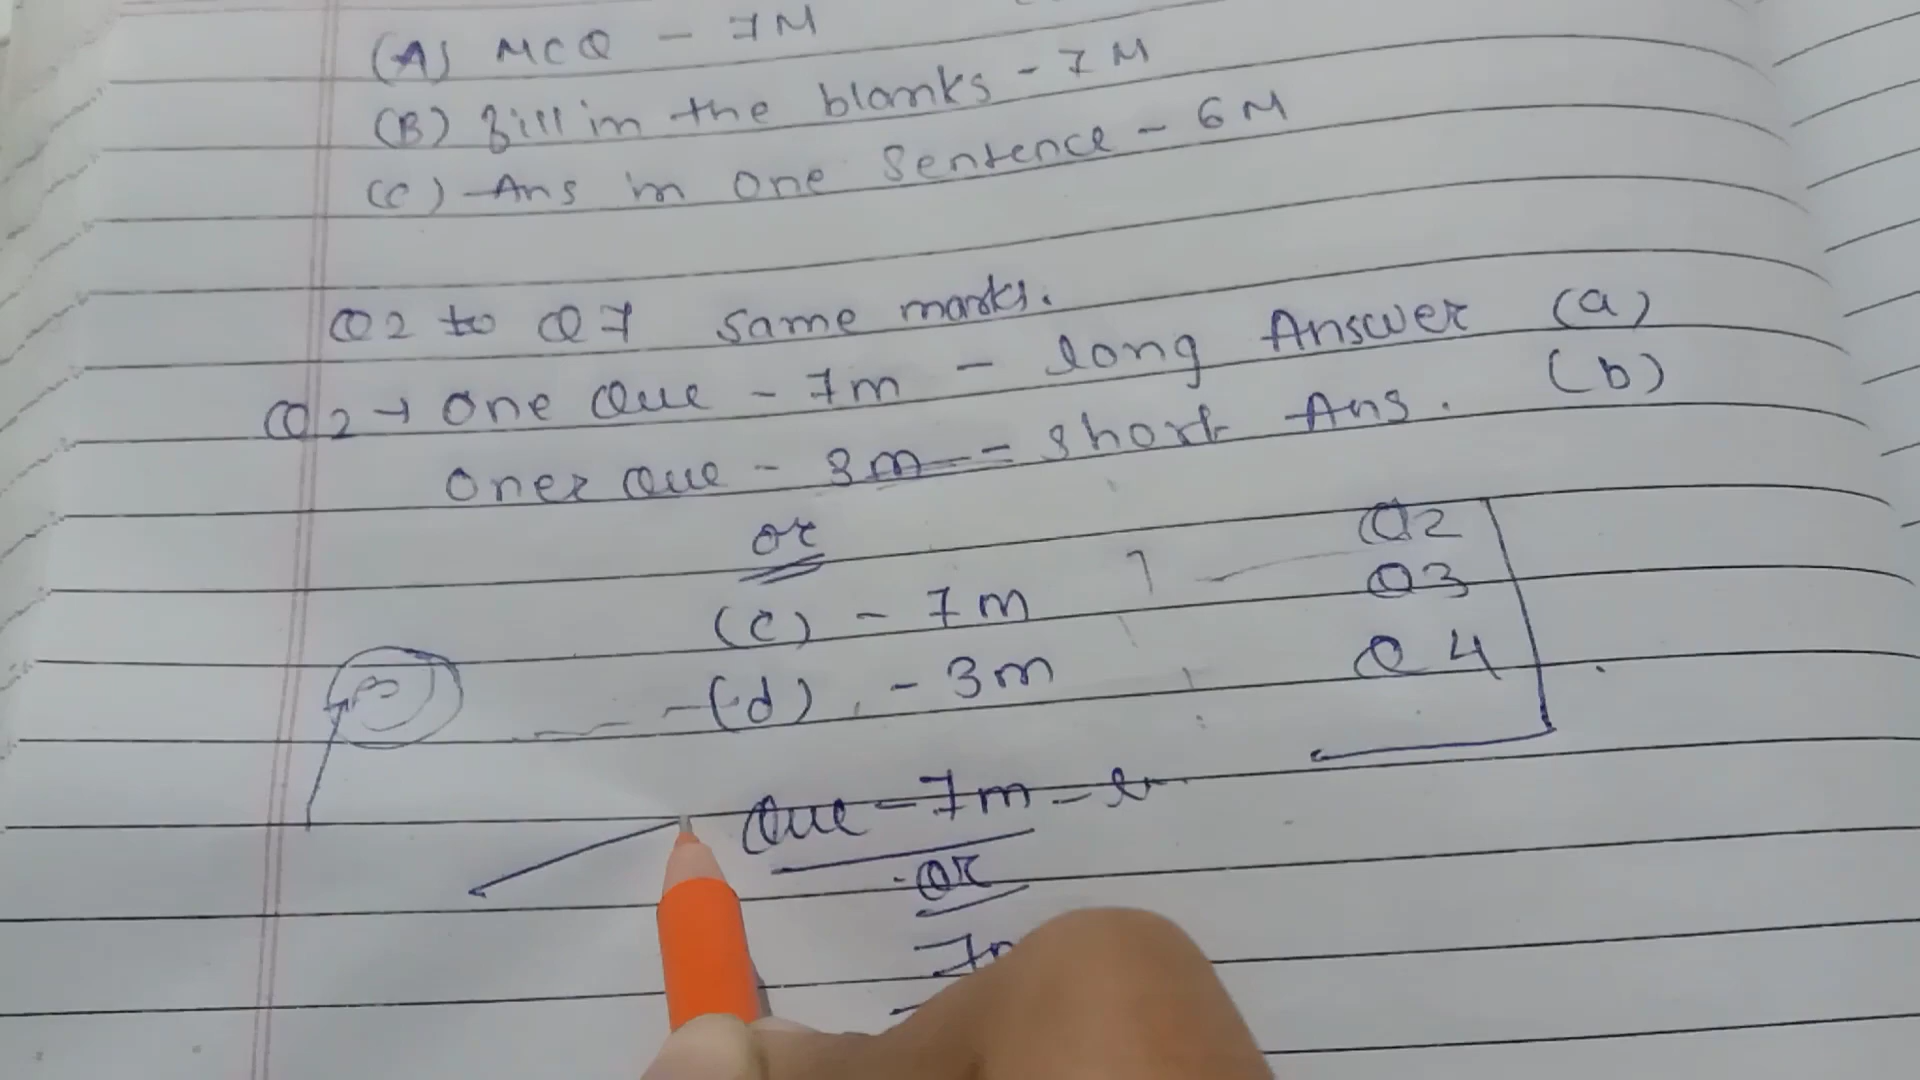 (A) MCQ - 7M
(B) fill in the blanks - 7M
(C) Ans in one Sentence - 6M
Q2 to Q7 same marks.
Q2 → One Que - 7m - long Answer (a)
One Que - 3m - = short Ans. (b)
or
Q2
(c) - 7m
Q3
(d) - 3m
Q4
Que - 7m -
or